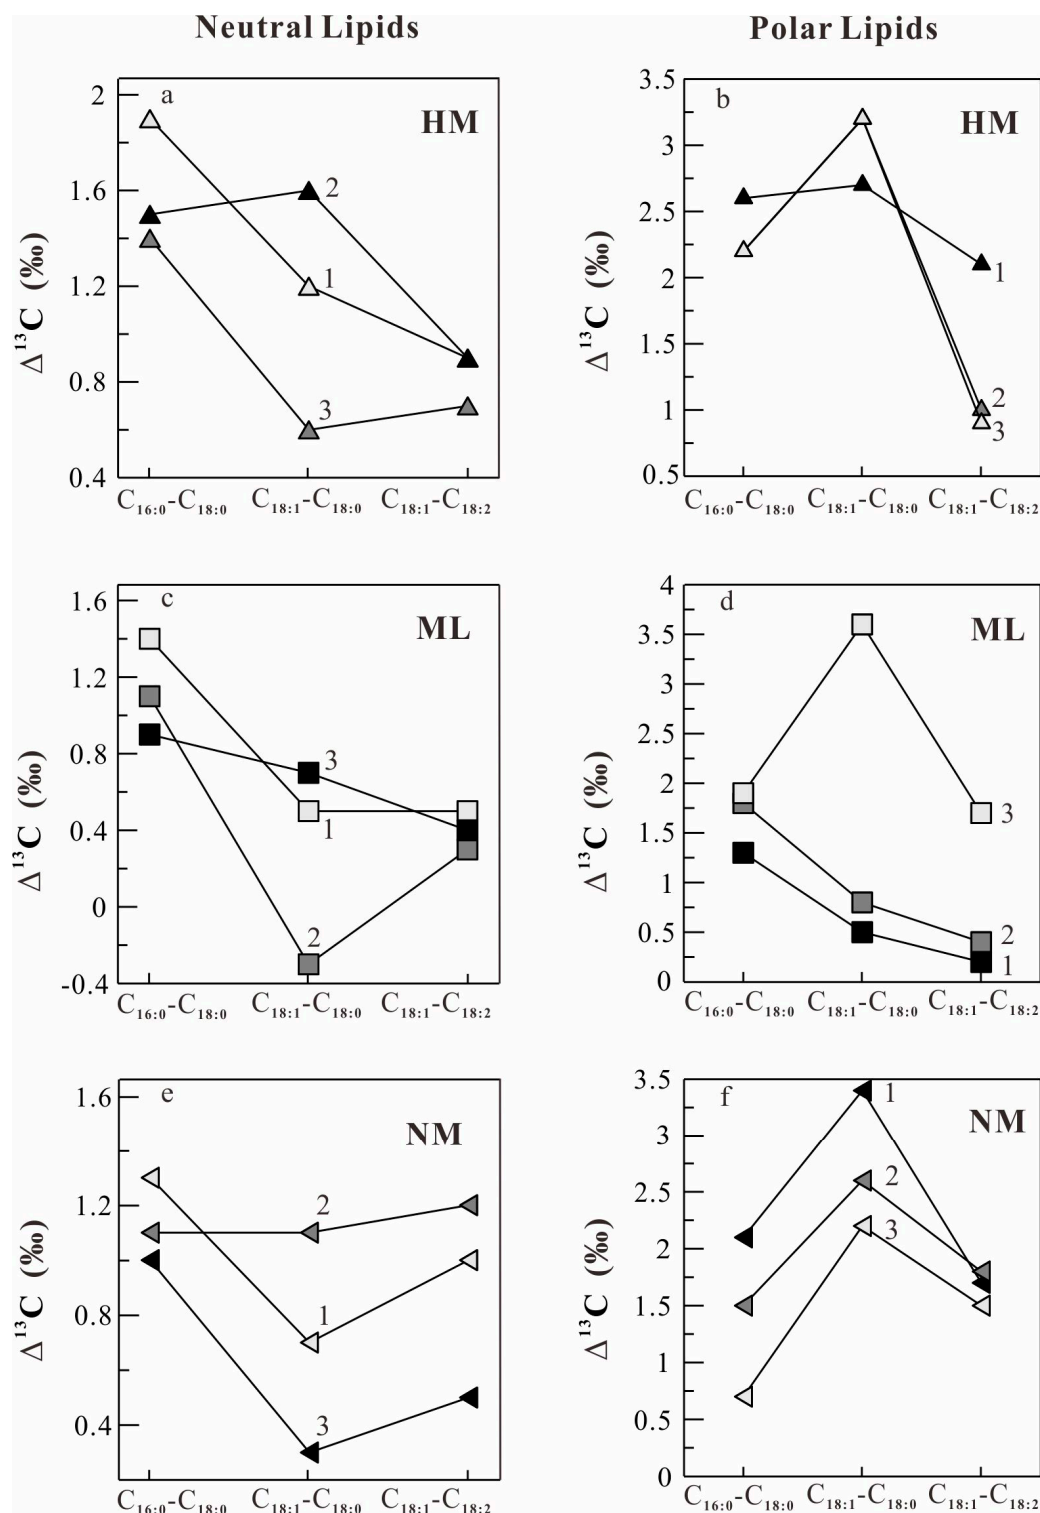 Neutral Lipids
Polar Lipids
a
HM
Δ¹³C (‰)
2
1.6
1.2
0.8
0.4
2
1
3
C₁₆:₀-C₁₈:₀ C₁₈:₁-C₁₈:₀ C₁₈:₁-C₁₈:₂
b
HM
Δ¹³C (‰)
3.5
3
2.5
2
1.5
1
0.5
1
2
3
C₁₆:₀-C₁₈:₀ C₁₈:₁-C₁₈:₀ C₁₈:₁-C₁₈:₂
c
ML
Δ¹³C (‰)
1.6
1.2
0.8
0.4
0
-0.4
3
1
2
C₁₆:₀-C₁₈:₀ C₁₈:₁-C₁₈:₀ C₁₈:₁-C₁₈:₂
d
ML
Δ¹³C (‰)
4
3.5
3
2.5
2
1.5
1
0.5
0
3
2
1
C₁₆:₀-C₁₈:₀ C₁₈:₁-C₁₈:₀ C₁₈:₁-C₁₈:₂
e
NM
Δ¹³C (‰)
1.6
1.2
0.8
0.4
2
1
3
C₁₆:₀-C₁₈:₀ C₁₈:₁-C₁₈:₀ C₁₈:₁-C₁₈:₂
f
NM
Δ¹³C (‰)
3.5
3
2.5
2
1.5
1
0.5
0
1
2
3
C₁₆:₀-C₁₈:₀ C₁₈:₁-C₁₈:₀ C₁₈:₁-C₁₈:₂